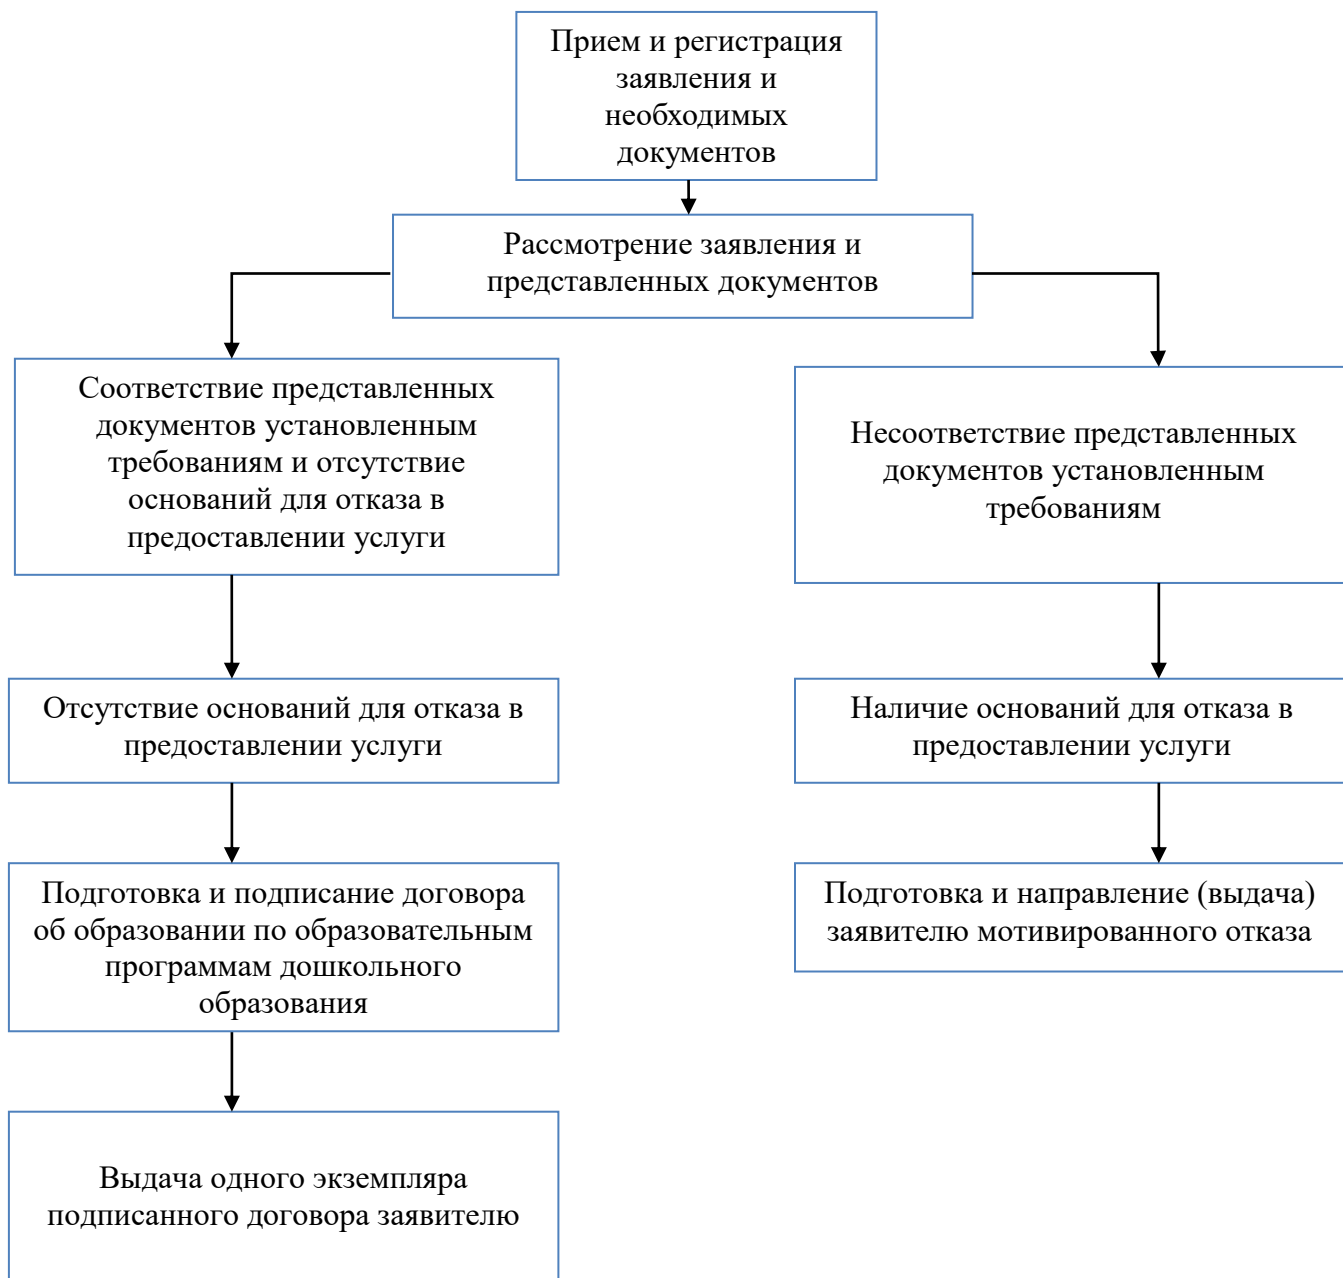 Прием и регистрация
заявления и
необходимых
документов
Рассмотрение заявления и
представленных документов
Соответствие представленных
документов установленным
требованиям и отсутствие
оснований для отказа в
предоставлении услуги
Несоответствие представленных
документов установленным
требованиям
Отсутствие оснований для отказа в
предоставлении услуги
Наличие оснований для отказа в
предоставлении услуги
Подготовка и подписание договора
об образовании по образовательным
программам дошкольного
образования
Подготовка и направление (выдача)
заявителю мотивированного отказа
Выдача одного экземпляра
подписанного договора заявителю